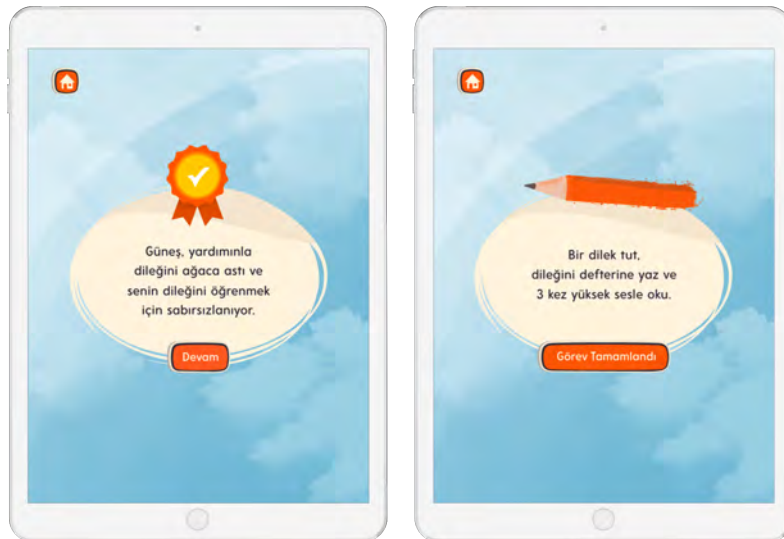 Güneş, yardımınla
dileğini ağaca astı ve
senin dileğini öğrenmek
için sabırsızlanıyor.
Devam
Bir dilek tut,
dileğini defterine yaz ve
3 kez yüksek sesle oku.
Görev Tamamlandı